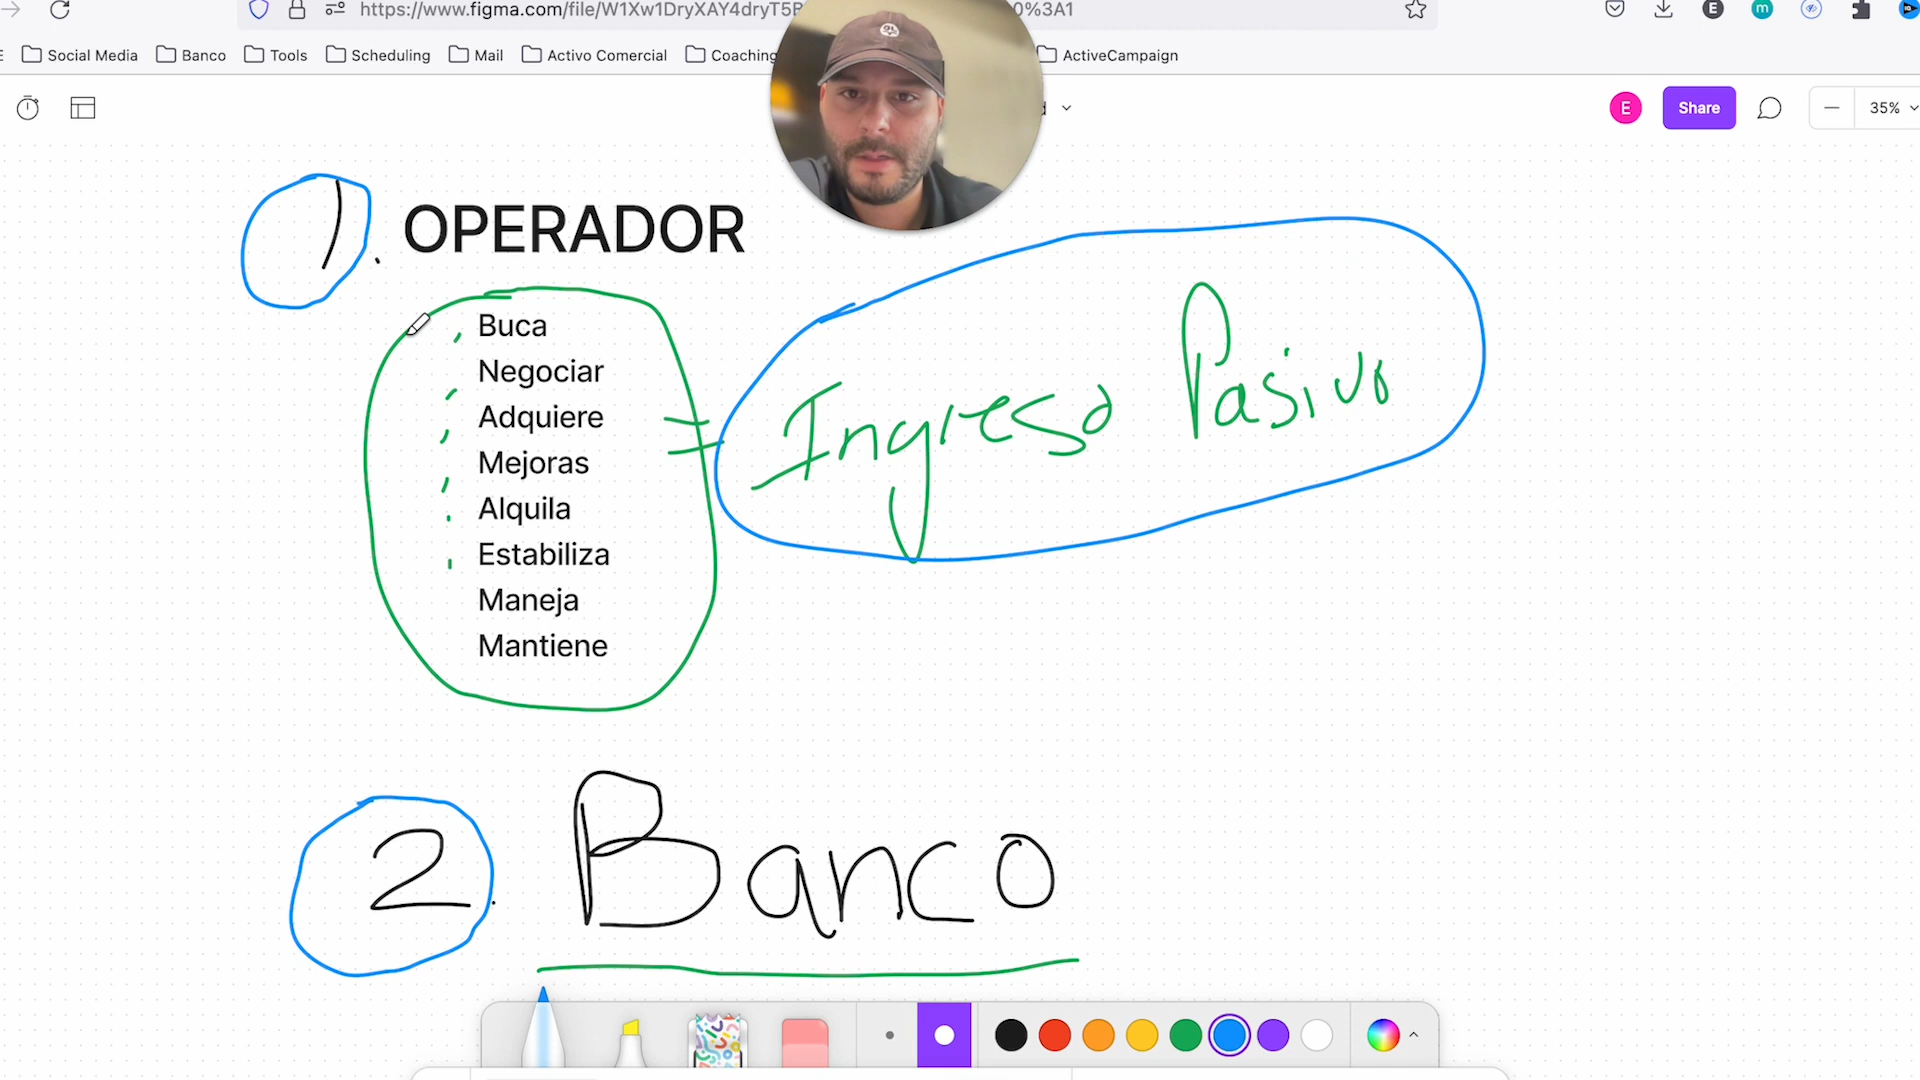 https://www.figma.com/file/W1Xw1DryXAY4dryT5 0%3A1
Social Media Banco Tools Scheduling Mail Activo Comercial Coaching ActiveCampaign
E Share 35%
1. OPERADOR
Buca
Negociar
Adquiere
Mejoras
Alquila
Estabiliza
Maneja
Mantiene
= Ingreso Pasivo
2. Banco